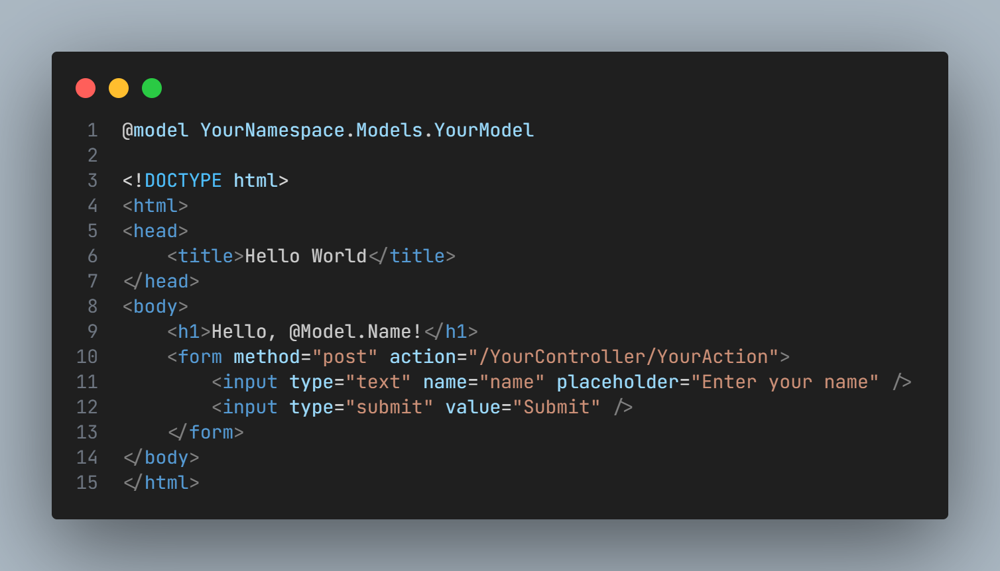 1 @model YourNamespace.Models.YourModel
2
3 <!DOCTYPE html>
4 <html>
5 <head>
6     <title>Hello World</title>
7 </head>
8 <body>
9     <h1>Hello, @Model.Name!</h1>
10     <form method="post" action="/YourController/YourAction">
11         <input type="text" name="name" placeholder="Enter your name" />
12         <input type="submit" value="Submit" />
13     </form>
14 </body>
15 </html>